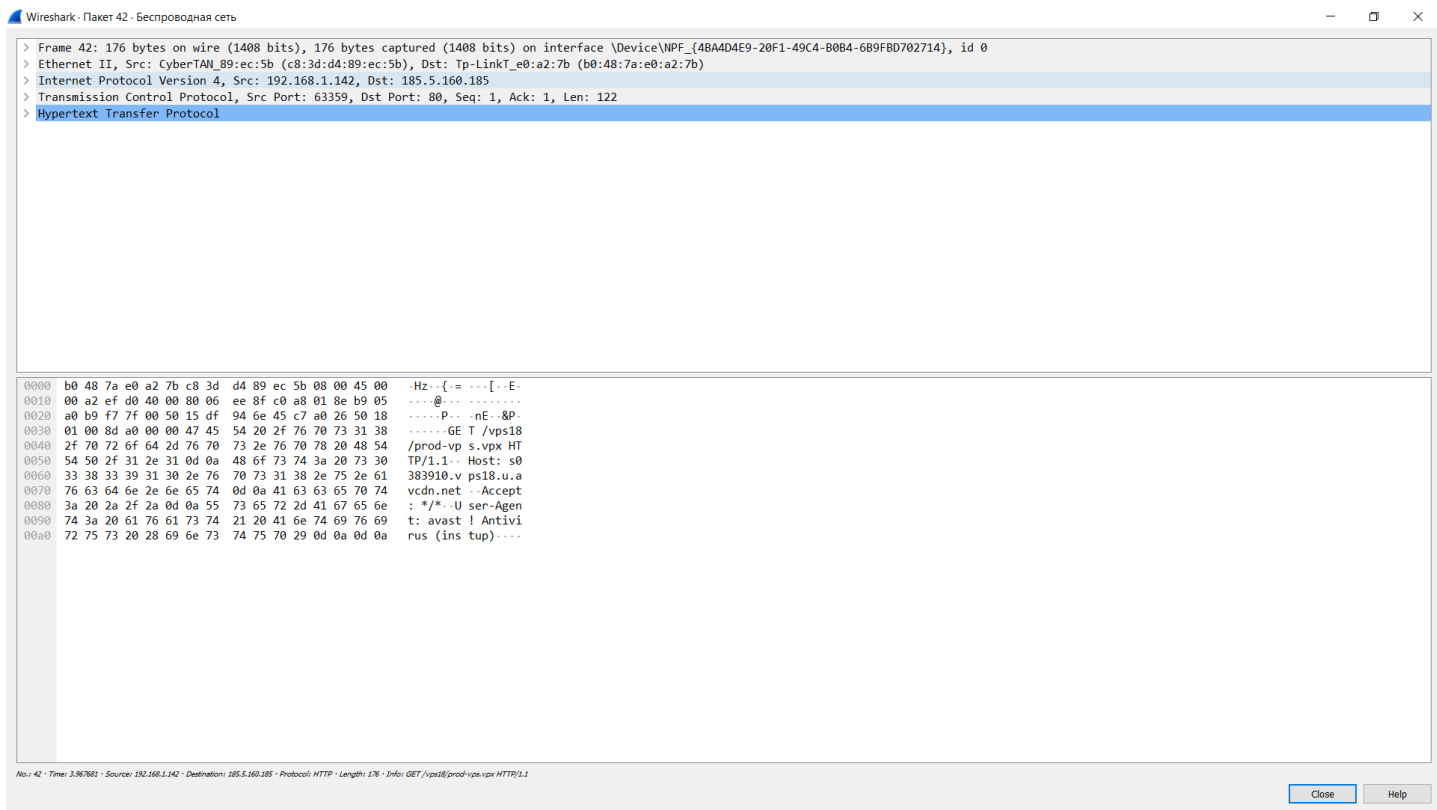 Wireshark · Пакет 42 · Беспроводная сеть
Frame 42: 176 bytes on wire (1408 bits), 176 bytes captured (1408 bits) on interface \Device\NPF_{4BA4D4E9-20F1-49C4-B0B4-6B9FBD702714}, id 0
Ethernet II, Src: CyberTAN_89:ec:5b (c8:3d:d4:89:ec:5b), Dst: Tp-LinkT_e0:a2:7b (b0:48:7a:e0:a2:7b)
Internet Protocol Version 4, Src: 192.168.1.142, Dst: 185.5.160.185
Transmission Control Protocol, Src Port: 63359, Dst Port: 80, Seq: 1, Ack: 1, Len: 122
Hypertext Transfer Protocol
0000 b0 48 7a e0 a2 7b c8 3d d4 89 ec 5b 08 00 45 00 ·Hz··{·= ···[··E·
0010 00 a2 ef d0 40 00 80 06 ee 8f c0 a8 01 8e b9 05 ····@··· ········
0020 a0 b9 f7 7f 00 50 15 df 94 6e 45 c7 a0 26 50 18 ·····P·· ·nE··&P·
0030 01 00 8d a0 00 00 47 45 54 20 2f 76 70 73 31 38 ······GE T /vps18
0040 2f 70 72 6f 64 2d 76 70 73 2e 76 70 78 20 48 54 /prod-vp s.vpx HT
0050 54 50 2f 31 2e 31 0d 0a 48 6f 73 74 3a 20 73 30 TP/1.1·· Host: s0
0060 33 38 33 39 31 30 2e 76 70 73 31 38 2e 75 2e 61 383910.v ps18.u.a
0070 76 63 64 6e 2e 6e 65 74 0d 0a 41 63 63 65 70 74 vcdn.net ··Accept
0080 3a 20 2a 2f 2a 0d 0a 55 73 65 72 2d 41 67 65 6e : */*··U ser-Agen
0090 74 3a 20 61 76 61 73 74 21 20 41 6e 74 69 76 69 t: avast ! Antivi
00a0 72 75 73 20 28 69 6e 73 74 75 70 29 0d 0a 0d 0a rus (ins tup)····
No.: 42 · Time: 3.967681 · Source: 192.168.1.142 · Destination: 185.5.160.185 · Protocol: HTTP · Length: 176 · Info: GET /vps18/prod-vps.vpx HTTP/1.1
Close Help